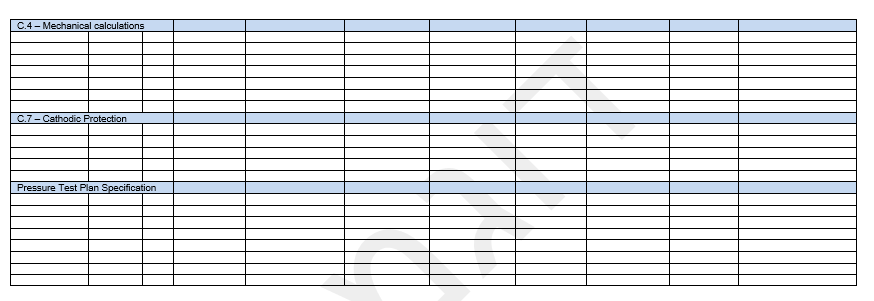 C.4 – Mechanical calculations
C.7 – Cathodic Protection
Pressure Test Plan Specification